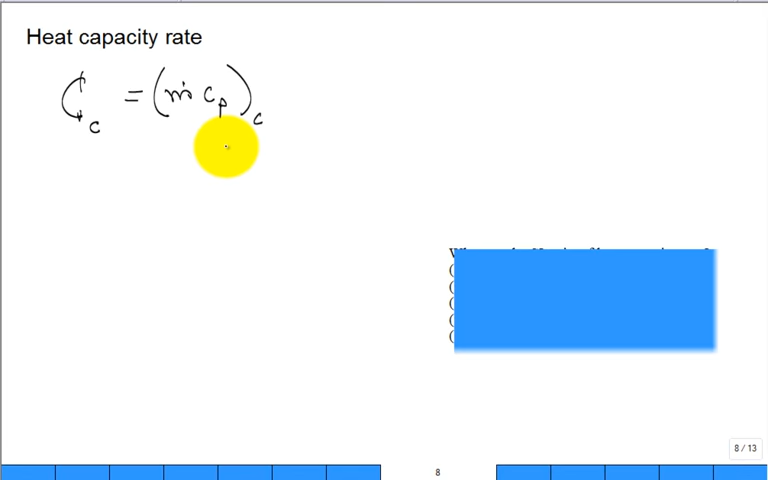 Heat capacity rate
C_c = (ṁ c_p)_c
(
(
(
(
(
8 / 13
8